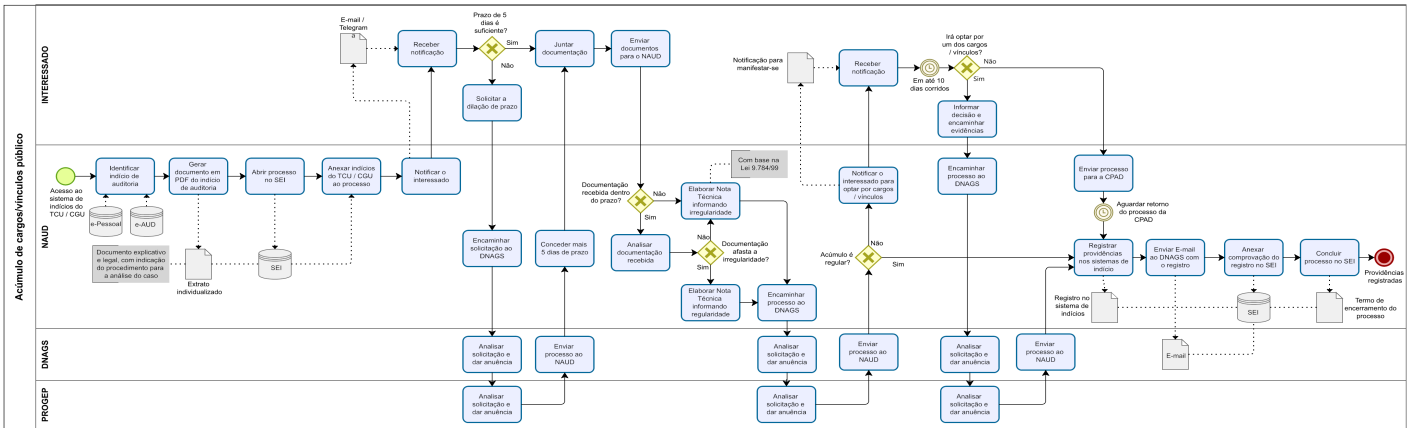 Acúmulo de cargos/vínculos público
INTERESSADO
E-mail /
Telegram
a
Receber
notificação
Prazo de 5
dias é
suficiente?
Sim
Não
Solicitar a
dilação de prazo
Juntar
documentação
Enviar
documentos
para o NAUD
Notificação para
manifestar-se
Receber
notificação
Em até 10
dias corridos
Irá optar por
um dos cargos
/ vínculos?
Não
Sim
Informar
decisão e
encaminhar
evidências
NAUD
Acesso ao
sistema de
indícios do
TCU / CGU
Identificar
indício de
auditoria
e-Pessoal
e-AUD
Gerar
documento em
PDF do indício
de auditoria
Documento explicativo
e legal, com indicação
do procedimento para
a análise do caso
Extrato
individualizado
Abrir processo
no SEI
SEI
Anexar indícios
do TCU / CGU
ao processo
Notificar o
interessado
Encaminhar
solicitação ao
DNAGS
Conceder mais
5 dias de prazo
Documentação
recebida dentro
do prazo?
Não
Sim
Analisar
documentação
recebida
Elaborar Nota
Técnica
informando
irregularidade
Com base na
Lei 9.784/99
Não
Documentação
afasta a
irregularidade?
Sim
Elaborar Nota
Técnica
informando
regularidade
Encaminhar
processo ao
DNAGS
Notificar o
interessado para
optar por cargos
/ vínculos
Acúmulo é
regular?
Não
Sim
Encaminhar
processo ao
DNAGS
Enviar processo
para a CPAD
Aguardar retorno
do processo da
CPAD
Registrar
providências
nos sistemas de
indício
Registro no
sistema de
indícios
Enviar E-mail
ao DNAGS com
o registro
E-mail
Anexar
comprovação do
registro no SEI
SEI
Concluir
processo no SEI
Termo de
encerramento do
processo
Providências
registradas
DNAGS
Analisar
solicitação e
dar anuência
Enviar
processo ao
NAUD
Analisar
solicitação e
dar anuência
Enviar
processo ao
NAUD
Analisar
solicitação e
dar anuência
Enviar
processo ao
NAUD
PROGEP
Analisar
solicitação e
dar anuência
Analisar
solicitação e
dar anuência
Analisar
solicitação e
dar anuência